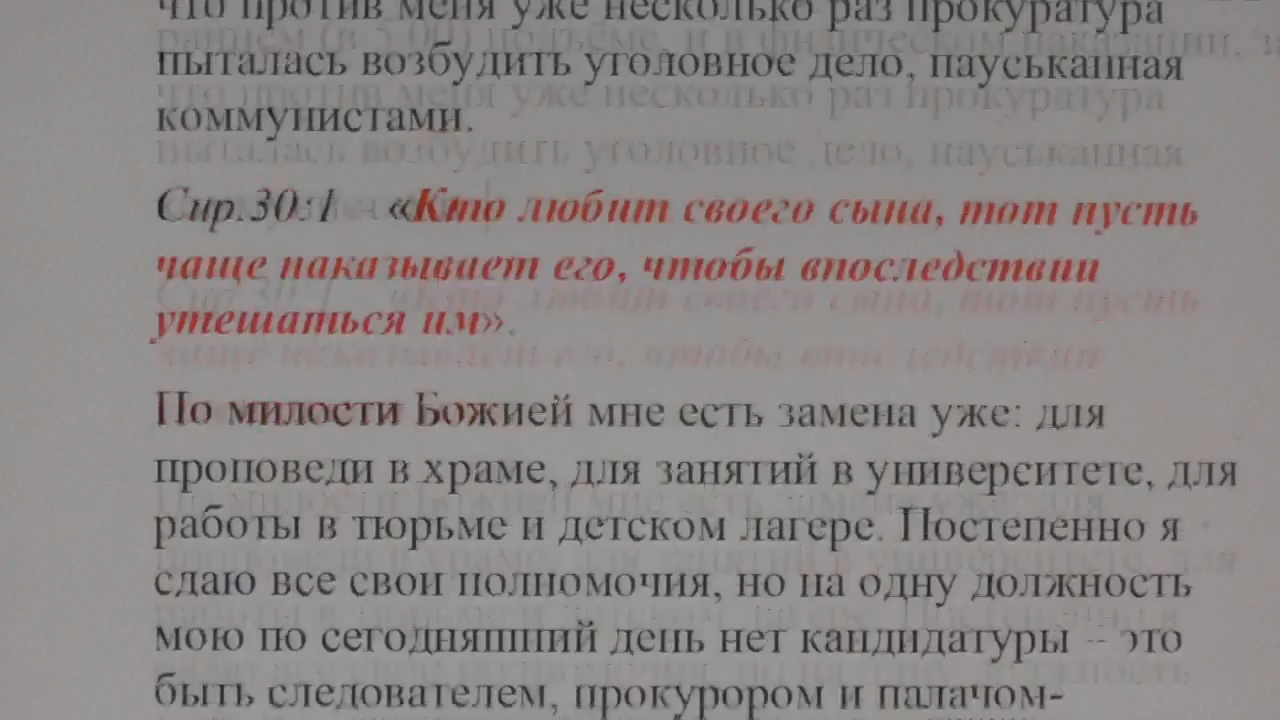 что против меня уже несколько раз прокуратура
пыталась возбудить уголовное дело, науськанная
коммунистами.
Сир.30:1 «Кто любит своего сына, тот пусть
чаще наказывает его, чтобы впоследствии
утешаться им».
По милости Божией мне есть замена уже: для
проповеди в храме, для занятий в университете, для
работы в тюрьме и детском лагере. Постепенно я
сдаю все свои полномочия, но на одну должность
мою по сегодняшний день нет кандидатуры – это
быть следователем, прокурором и палачом-